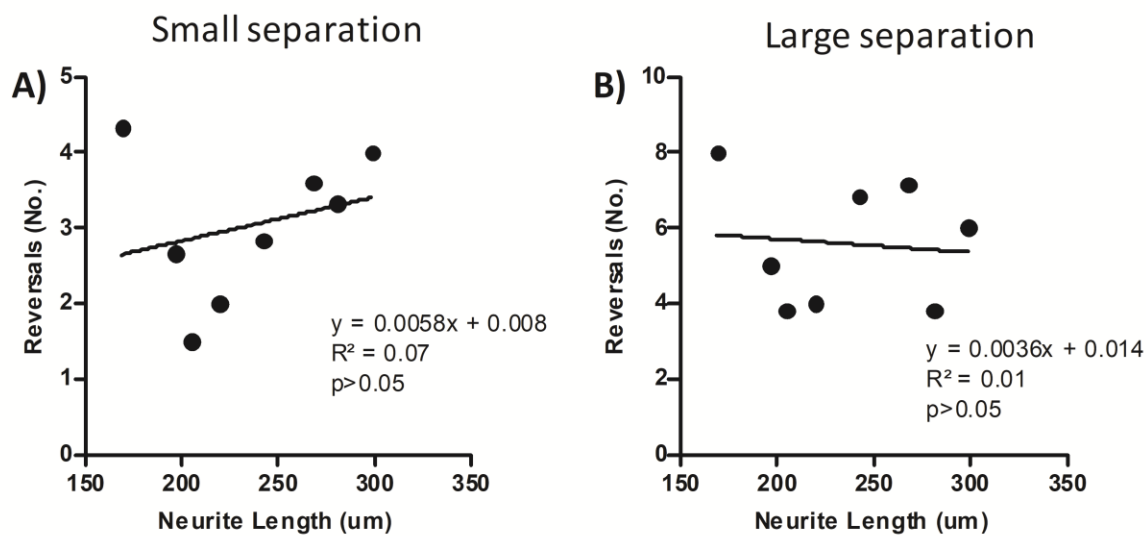 Small separation
A)
5
4
3
2
1
0
Reversals (No.)
150 200 250 300 350
Neurite Length (um)
y = 0.0058x + 0.008
R² = 0.07
p>0.05
Large separation
B)
10
8
6
4
2
0
Reversals (No.)
150 200 250 300 350
Neurite Length (um)
y = 0.0036x + 0.014
R² = 0.01
p>0.05